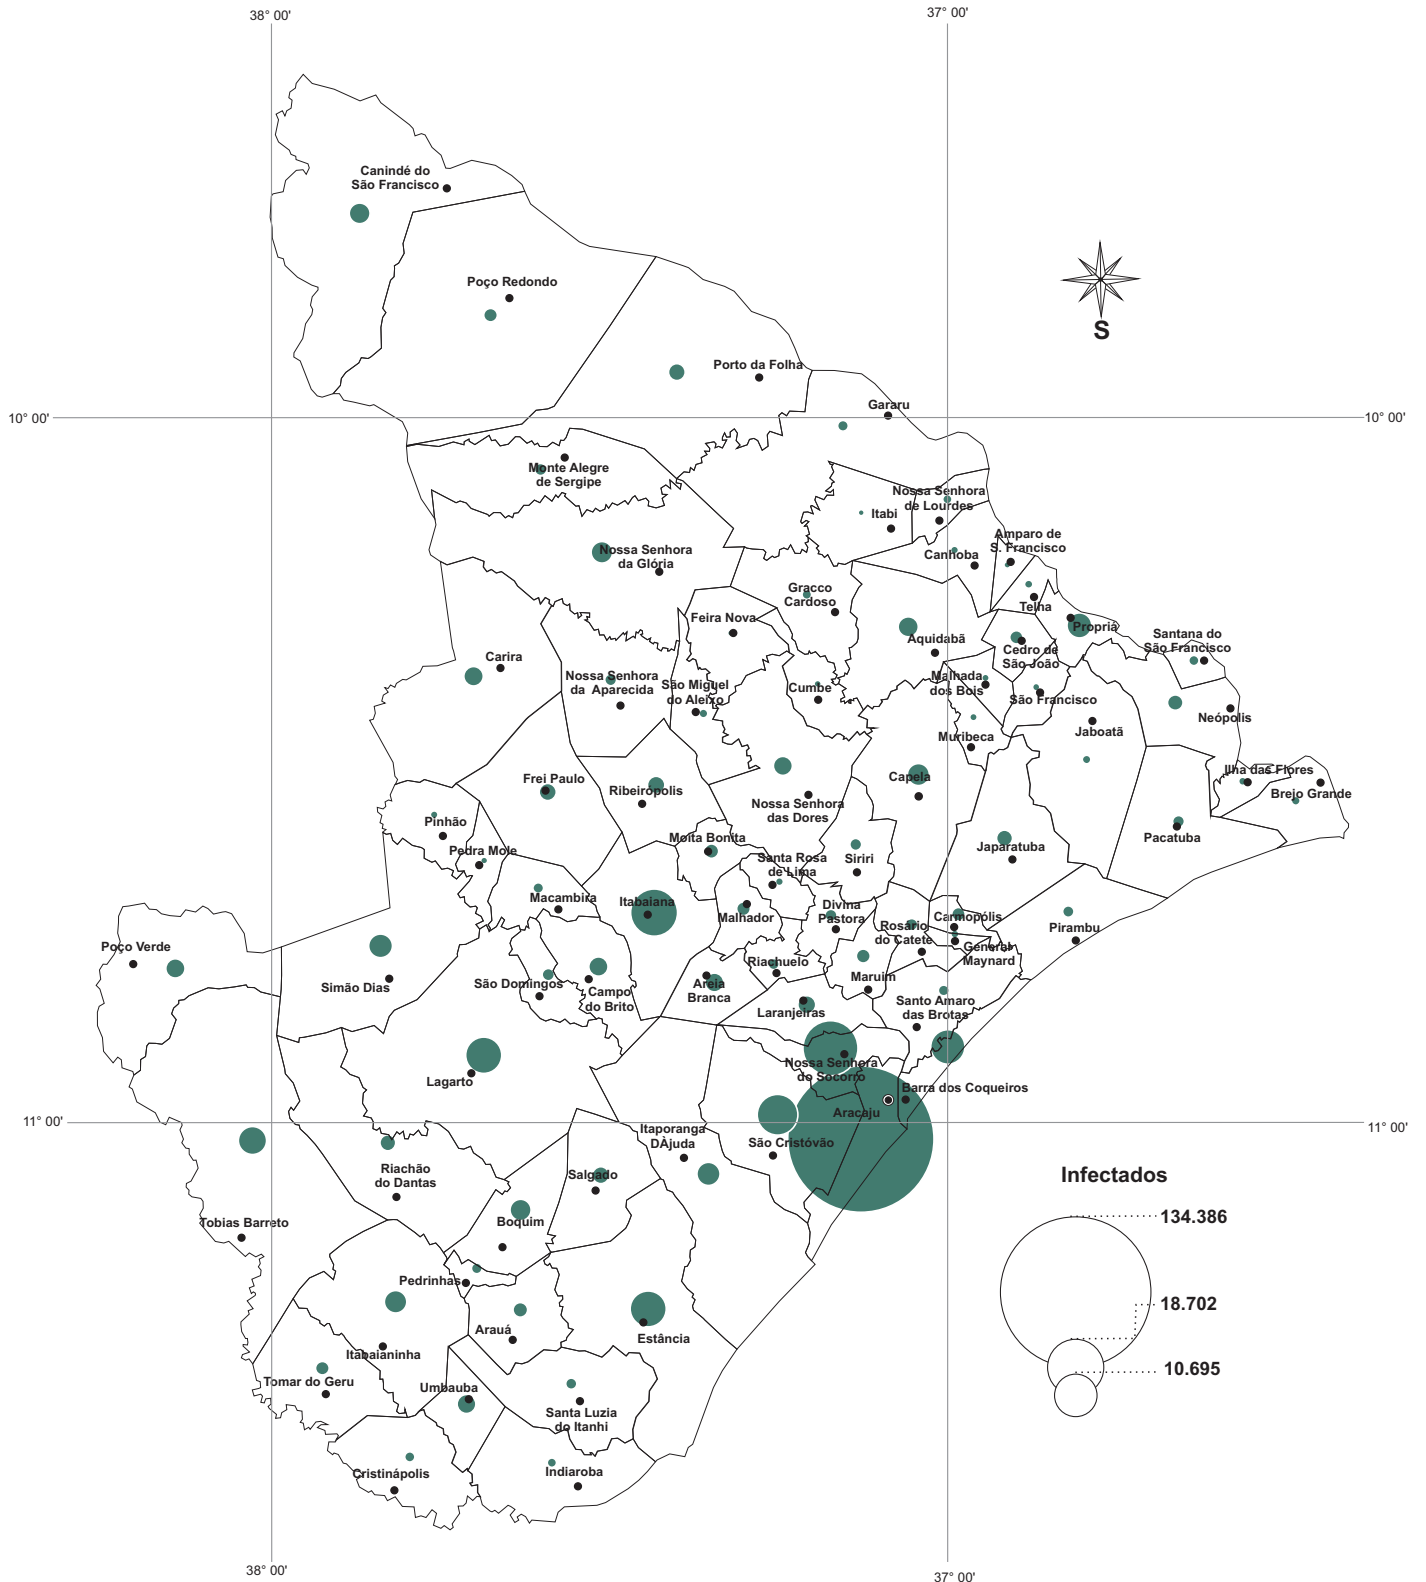 38° 00'
37° 00'
Canindé do
São Francisco
Poço Redondo
S
Porto da Folha
Gararu
10° 00'
10° 00'
Monte Alegre
de Sergipe
Nossa Senhora
de Lourdes
Itabi
Nossa Senhora
da Glória
Canhoba
Amparo de
S. Francisco
Gracco
Cardoso
Telha
Feira Nova
Propriá
Aquidabã
Cedro de
São João
Santana do
São Francisco
Carira
Nossa Senhora
da Aparecida
São Miguel
do Aleixo
Cumbe
Malhada
dos Bois
São Francisco
Neópolis
Jaboatã
Muribeca
Frei Paulo
Ribeirópolis
Capela
Ilha das Flores
Brejo Grande
Nossa Senhora
das Dores
Pinhão
Pedra Mole
Moita Bonita
Santa Rosa
de Lima
Siriri
Japaratuba
Pacatuba
Macambira
Itabaiana
Malhador
Divina
Pastora
Carmopólis
Rosário
do Catete
Pirambu
General
Maynard
Poço Verde
Simão Dias
São Domingos
Campo
do Brito
Areia
Branca
Riachuelo
Maruim
Laranjeiras
Santo Amaro
das Brotas
Lagarto
Nossa Senhora
do Socorro
Barra dos Coqueiros
Aracaju
11° 00'
11° 00'
Itaporanga
DÀjuda
São Cristóvão
Riachão
do Dantas
Salgado
Infectados
134.386
Tobias Barreto
Boquim
Pedrinhas
18.702
Arauá
Estância
Itabaianinha
10.695
Tomar do Geru
Umbauba
Santa Luzia
do Itanhi
Cristinápolis
Indiaroba
38° 00'
37° 00'